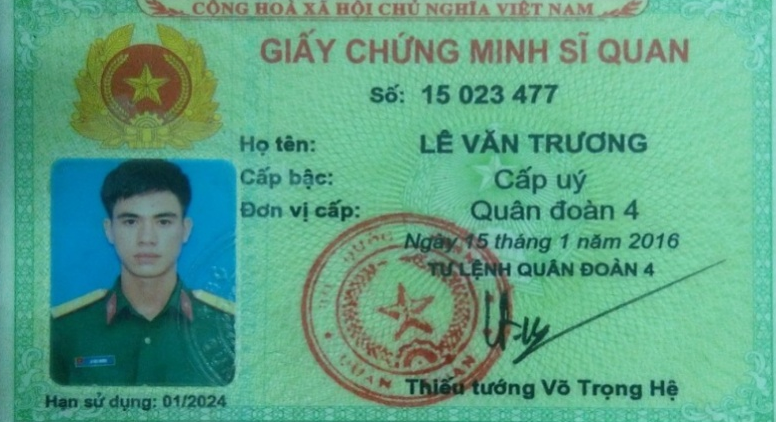 CỘNG HOÀ XÃ HỘI CHỦ NGHĨA VIỆT NAM
GIẤY CHỨNG MINH SĨ QUAN
Số: 15 023 477
Họ tên: LÊ VĂN TRƯƠNG
Cấp bậc: Cấp uý
Đơn vị cấp: Quân đoàn 4
Ngày 15 tháng 1 năm 2016
TƯ LỆNH QUÂN ĐOÀN 4
Thiếu tướng Võ Trọng Hệ
Hạn sử dụng: 01/2024